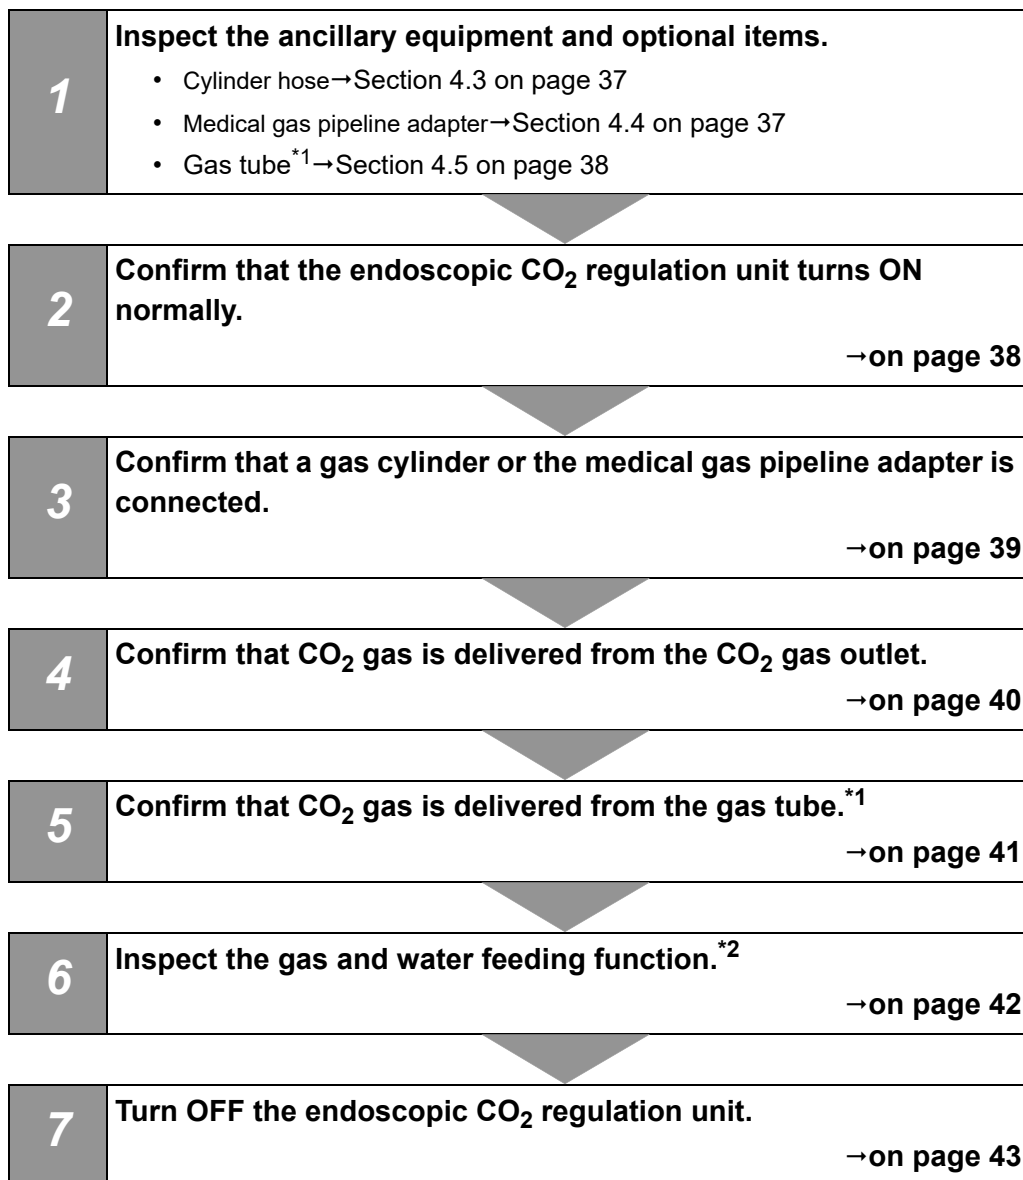 1
Inspect the ancillary equipment and optional items.
• Cylinder hose→Section 4.3 on page 37
• Medical gas pipeline adapter→Section 4.4 on page 37
• Gas tube*1→Section 4.5 on page 38
2
Confirm that the endoscopic CO2 regulation unit turns ON
normally.
→on page 38
3
Confirm that a gas cylinder or the medical gas pipeline adapter is
connected.
→on page 39
4
Confirm that CO2 gas is delivered from the CO2 gas outlet.
→on page 40
5
Confirm that CO2 gas is delivered from the gas tube.*1
→on page 41
6
Inspect the gas and water feeding function.*2
→on page 42
7
Turn OFF the endoscopic CO2 regulation unit.
→on page 43